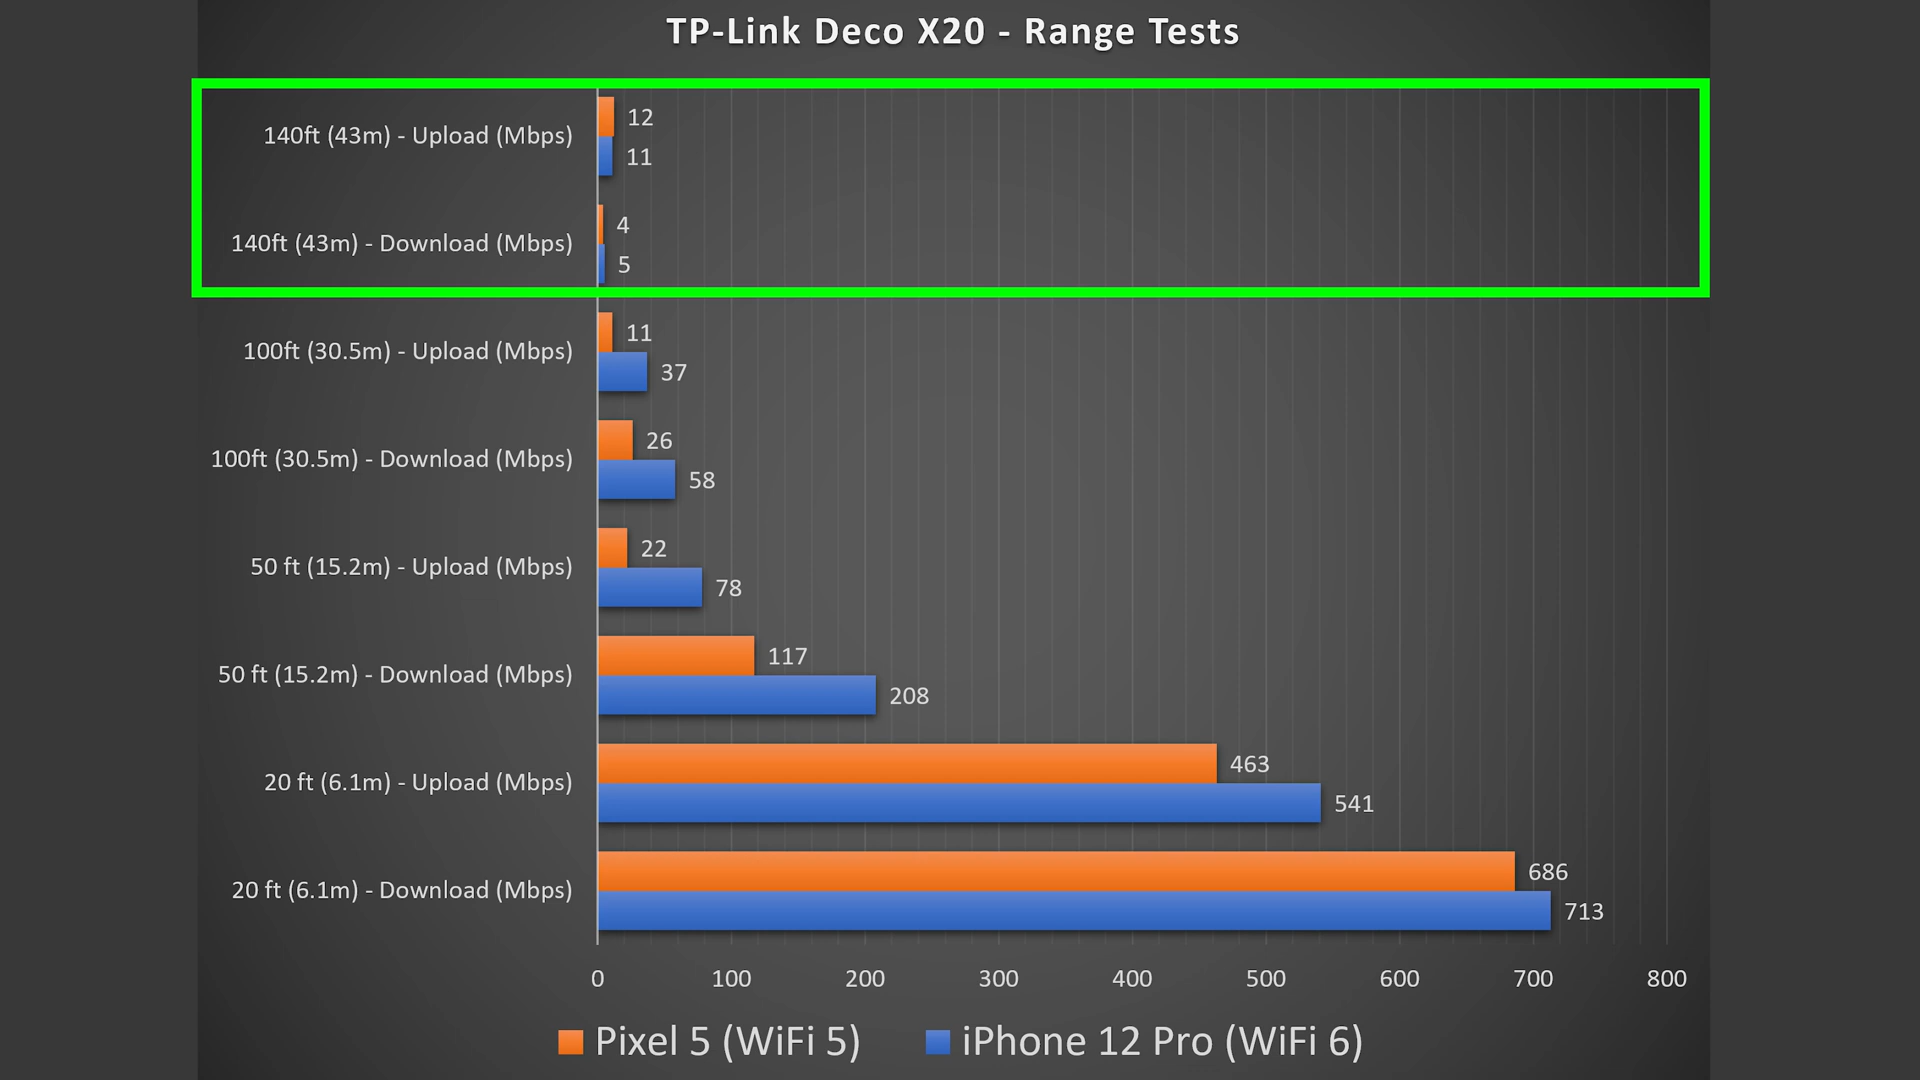 TP-Link Deco X20 - Range Tests
140ft (43m) - Upload (Mbps)
12
11
140ft (43m) - Download (Mbps)
4
5
100ft (30.5m) - Upload (Mbps)
11
37
100ft (30.5m) - Download (Mbps)
26
58
50 ft (15.2m) - Upload (Mbps)
22
78
50 ft (15.2m) - Download (Mbps)
117
208
20 ft (6.1m) - Upload (Mbps)
463
541
20 ft (6.1m) - Download (Mbps)
686
713
0 100 200 300 400 500 600 700 800
Pixel 5 (WiFi 5) iPhone 12 Pro (WiFi 6)